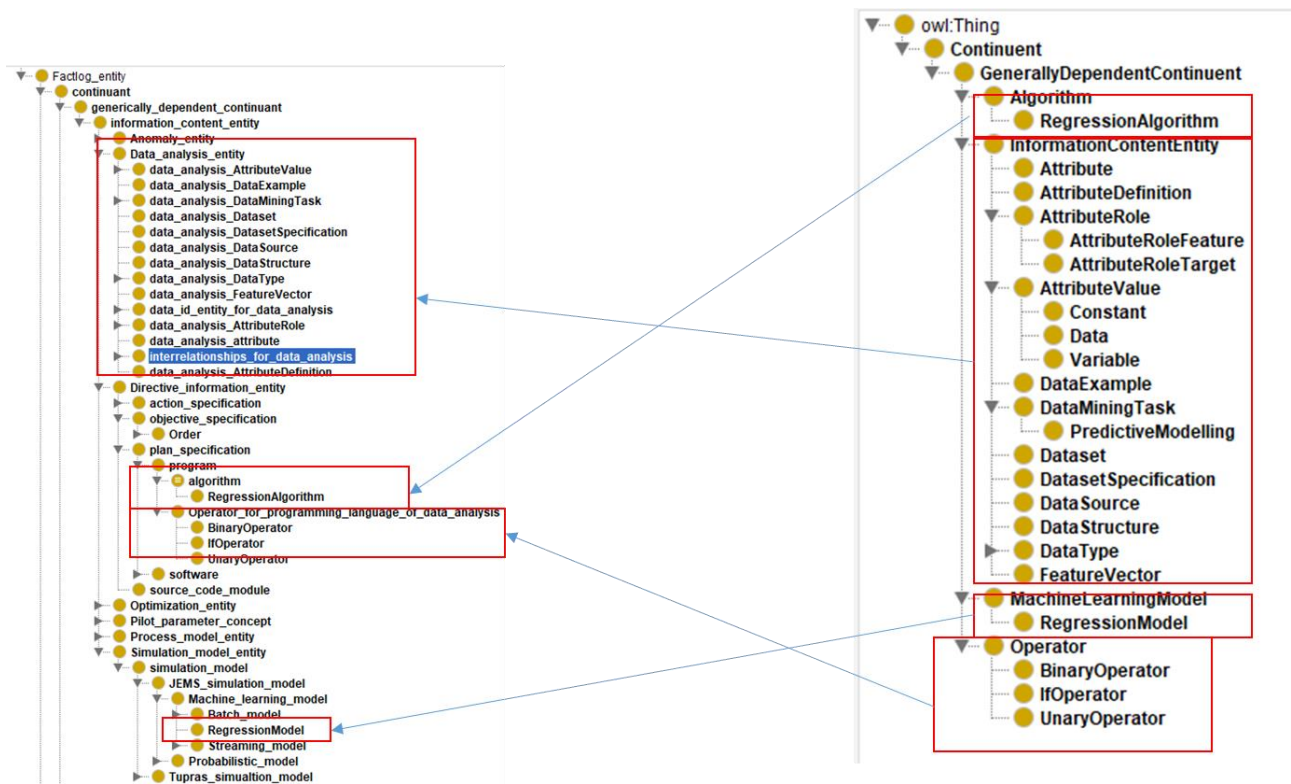 Factlog_entity
continuant
generically_dependent_continuant
information_content_entity
Anomaly_entity
Data_analysis_entity
data_analysis_AttributeValue
data_analysis_DataExample
data_analysis_DataMiningTask
data_analysis_Dataset
data_analysis_DatasetSpecification
data_analysis_DataSource
data_analysis_DataStructure
data_analysis_DataType
data_analysis_FeatureVector
data_id_entity_for_data_analysis
data_analysis_AttributeRole
data_analysis_attribute
interrelationships_for_data_analysis
data_analysis_AttributeDefinition
Directive_information_entity
action_specification
objective_specification
Order
plan_specification
program
algorithm
RegressionAlgorithm
Operator_for_programming_language_of_data_analysis
BinaryOperator
IfOperator
UnaryOperator
software
source_code_module
Optimization_entity
Pilot_parameter_concept
Process_model_entity
Simulation_model_entity
simulation_model
JEMS_simulation_model
Machine_learning_model
Batch_model
RegressionModel
Streaming_model
Probabilistic_model
Tupras_simualtion_model
owl:Thing
Continuent
GenerallyDependentContinuent
Algorithm
RegressionAlgorithm
InformationContentEntity
Attribute
AttributeDefinition
AttributeRole
AttributeRoleFeature
AttributeRoleTarget
AttributeValue
Constant
Data
Variable
DataExample
DataMiningTask
PredictiveModelling
Dataset
DatasetSpecification
DataSource
DataStructure
DataType
FeatureVector
MachineLearningModel
RegressionModel
Operator
BinaryOperator
IfOperator
UnaryOperator